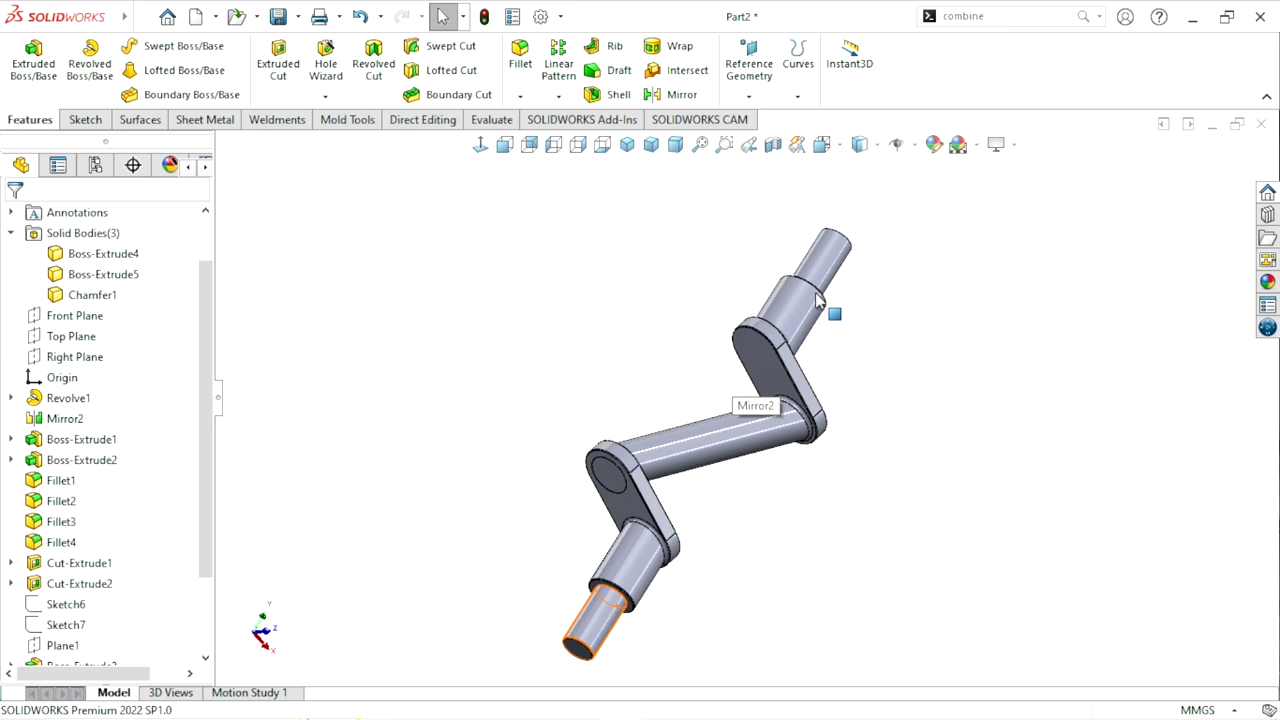 SOLIDWORKS
Part2 *
combine
Extruded Boss/Base
Revolved Boss/Base
Swept Boss/Base
Lofted Boss/Base
Boundary Boss/Base
Extruded Cut
Hole Wizard
Revolved Cut
Swept Cut
Lofted Cut
Boundary Cut
Fillet
Linear Pattern
Rib
Draft
Shell
Wrap
Intersect
Mirror
Reference Geometry
Curves
Instant3D
Features
Sketch
Surfaces
Sheet Metal
Weldments
Mold Tools
Direct Editing
Evaluate
SOLIDWORKS Add-Ins
SOLIDWORKS CAM
Annotations
Solid Bodies(3)
Boss-Extrude4
Boss-Extrude5
Chamfer1
Front Plane
Top Plane
Right Plane
Origin
Revolve1
Mirror2
Boss-Extrude1
Boss-Extrude2
Fillet1
Fillet2
Fillet3
Fillet4
Cut-Extrude1
Cut-Extrude2
Sketch6
Sketch7
Plane1
Mirror2
Y
Z
X
Model
3D Views
Motion Study 1
SOLIDWORKS Premium 2022 SP1.0
MMGS